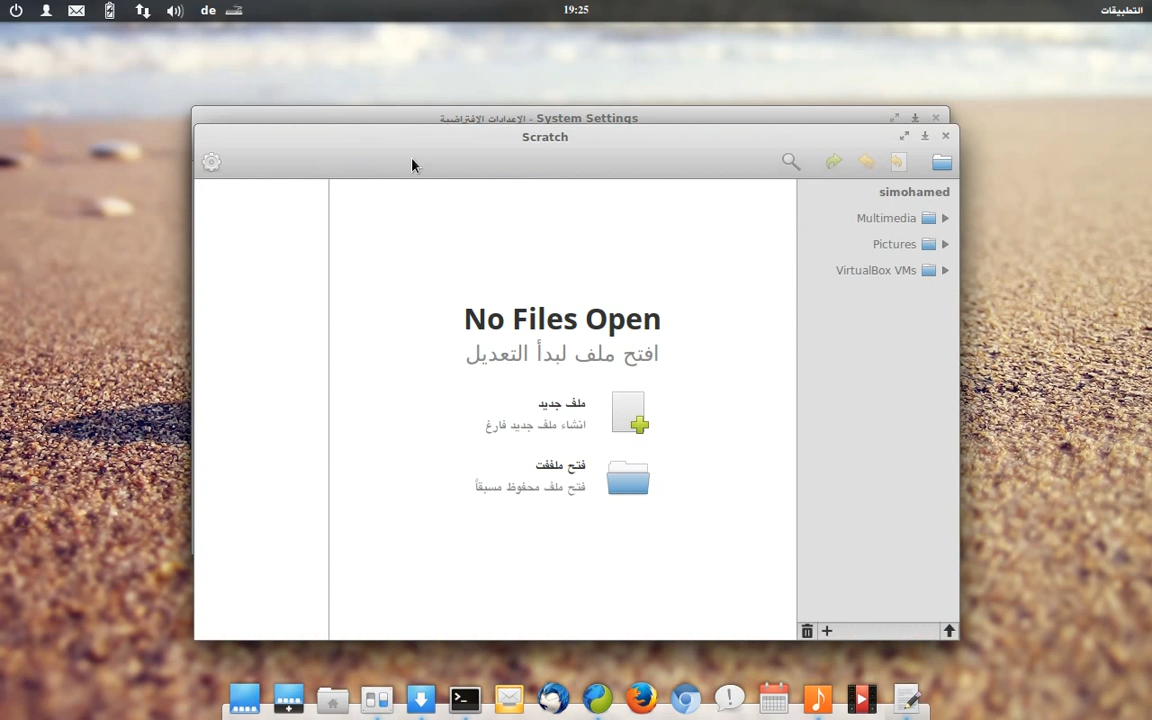 de
19:25
التطبيقات
الإعدادات الإفتراضية - System Settings
Scratch
simohamed
Multimedia
Pictures
VirtualBox VMs
No Files Open
افتح ملف لبدأ التعديل
ملف جديد
انشاء ملف جديد فارغ
فتح ملففت
فتح ملف محفوظ مسبقاً